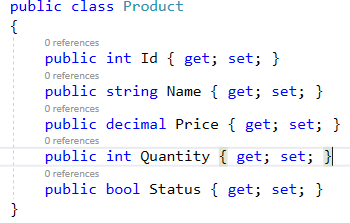 public class Product
{
0 references
public int Id { get; set; }
0 references
public string Name { get; set; }
0 references
public decimal Price { get; set; }
0 references
public int Quantity { get; set; }
0 references
public bool Status { get; set; }
}